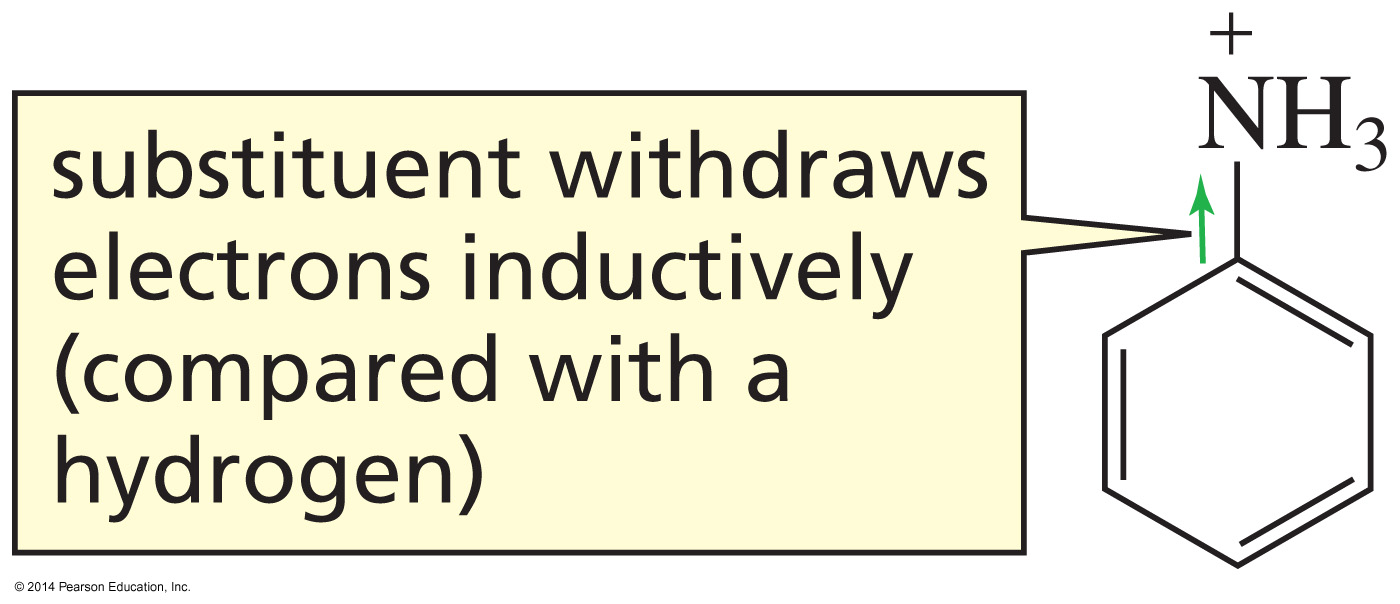 +
NH3
substituent withdraws
electrons inductively
(compared with a
hydrogen)
© 2014 Pearson Education, Inc.